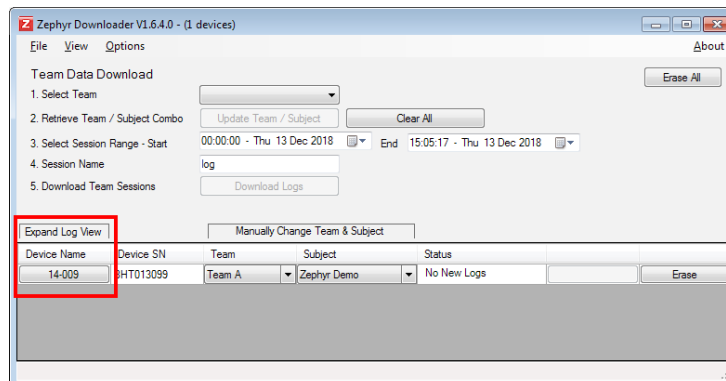 Zephyr Downloader V1.6.4.0 - (1 devices)
File View Options About
Team Data Download
Erase All
1. Select Team
2. Retrieve Team / Subject Combo Update Team / Subject Clear All
3. Select Session Range - Start 00:00:00 - Thu 13 Dec 2018 End 15:05:17 - Thu 13 Dec 2018
4. Session Name log
5. Download Team Sessions Download Logs
Expand Log View Manually Change Team & Subject
Device Name Device SN Team Subject Status
14-009 BHT013099 Team A Zephyr Demo No New Logs Erase